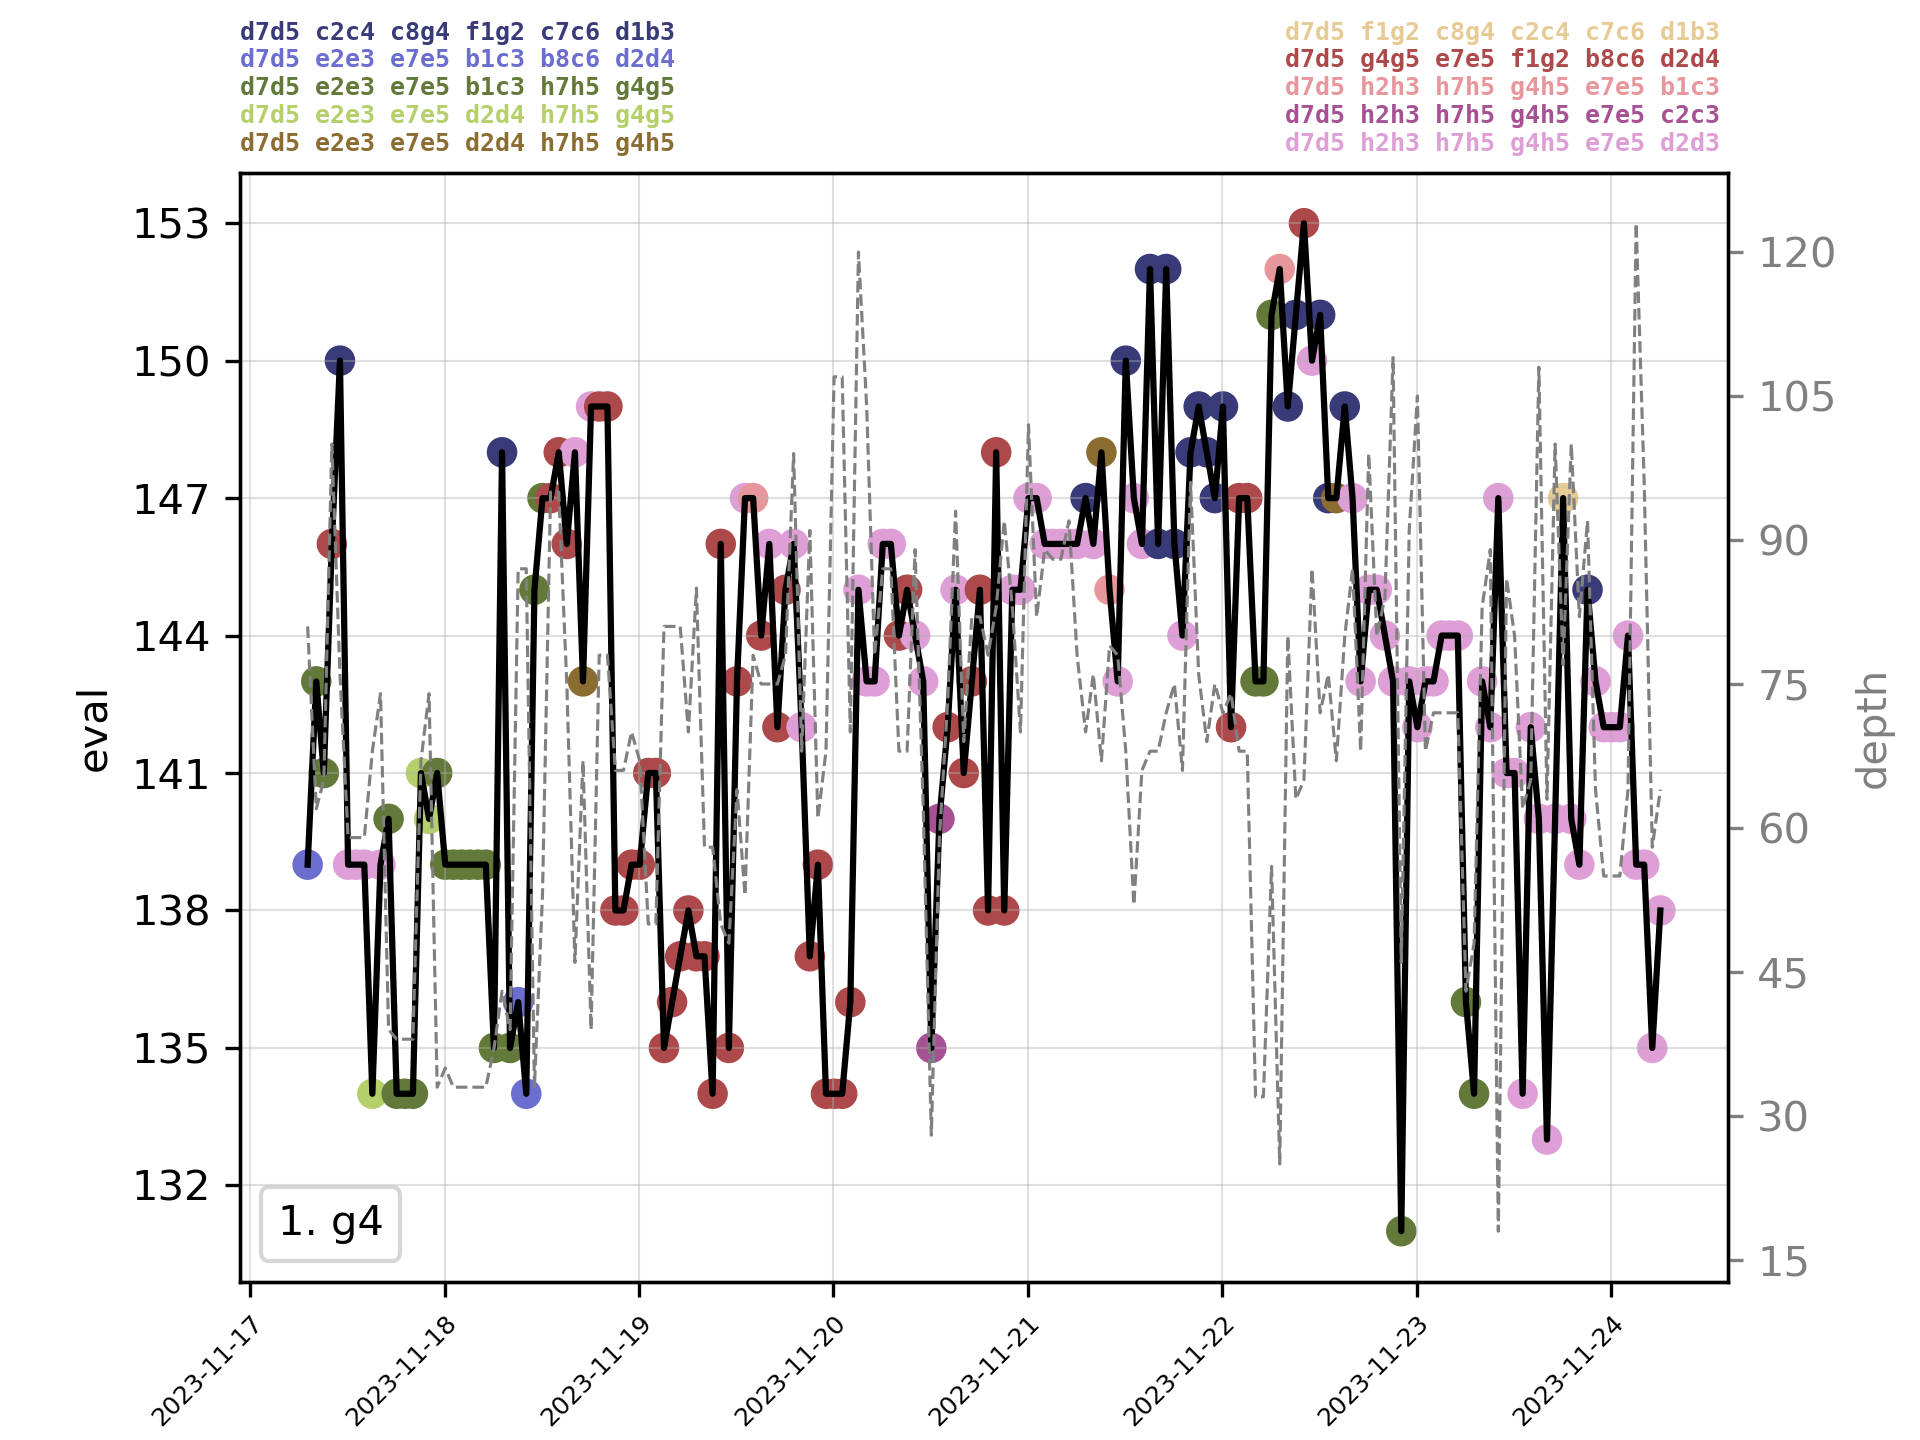 d7d5 c2c4 c8g4 f1g2 c7c6 d1b3
d7d5 e2e3 e7e5 b1c3 b8c6 d2d4
d7d5 e2e3 e7e5 b1c3 h7h5 g4g5
d7d5 e2e3 e7e5 d2d4 h7h5 g4g5
d7d5 e2e3 e7e5 d2d4 h7h5 g4h5
d7d5 f1g2 c8g4 c2c4 c7c6 d1b3
d7d5 g4g5 e7e5 f1g2 b8c6 d2d4
d7d5 h2h3 h7h5 g4h5 e7e5 b1c3
d7d5 h2h3 h7h5 g4h5 e7e5 c2c3
d7d5 h2h3 h7h5 g4h5 e7e5 d2d3
153
150
147
144
141
138
135
132
eval
120
105
90
75
60
45
30
15
depth
1. g4
2023-11-17
2023-11-18
2023-11-19
2023-11-20
2023-11-21
2023-11-22
2023-11-23
2023-11-24